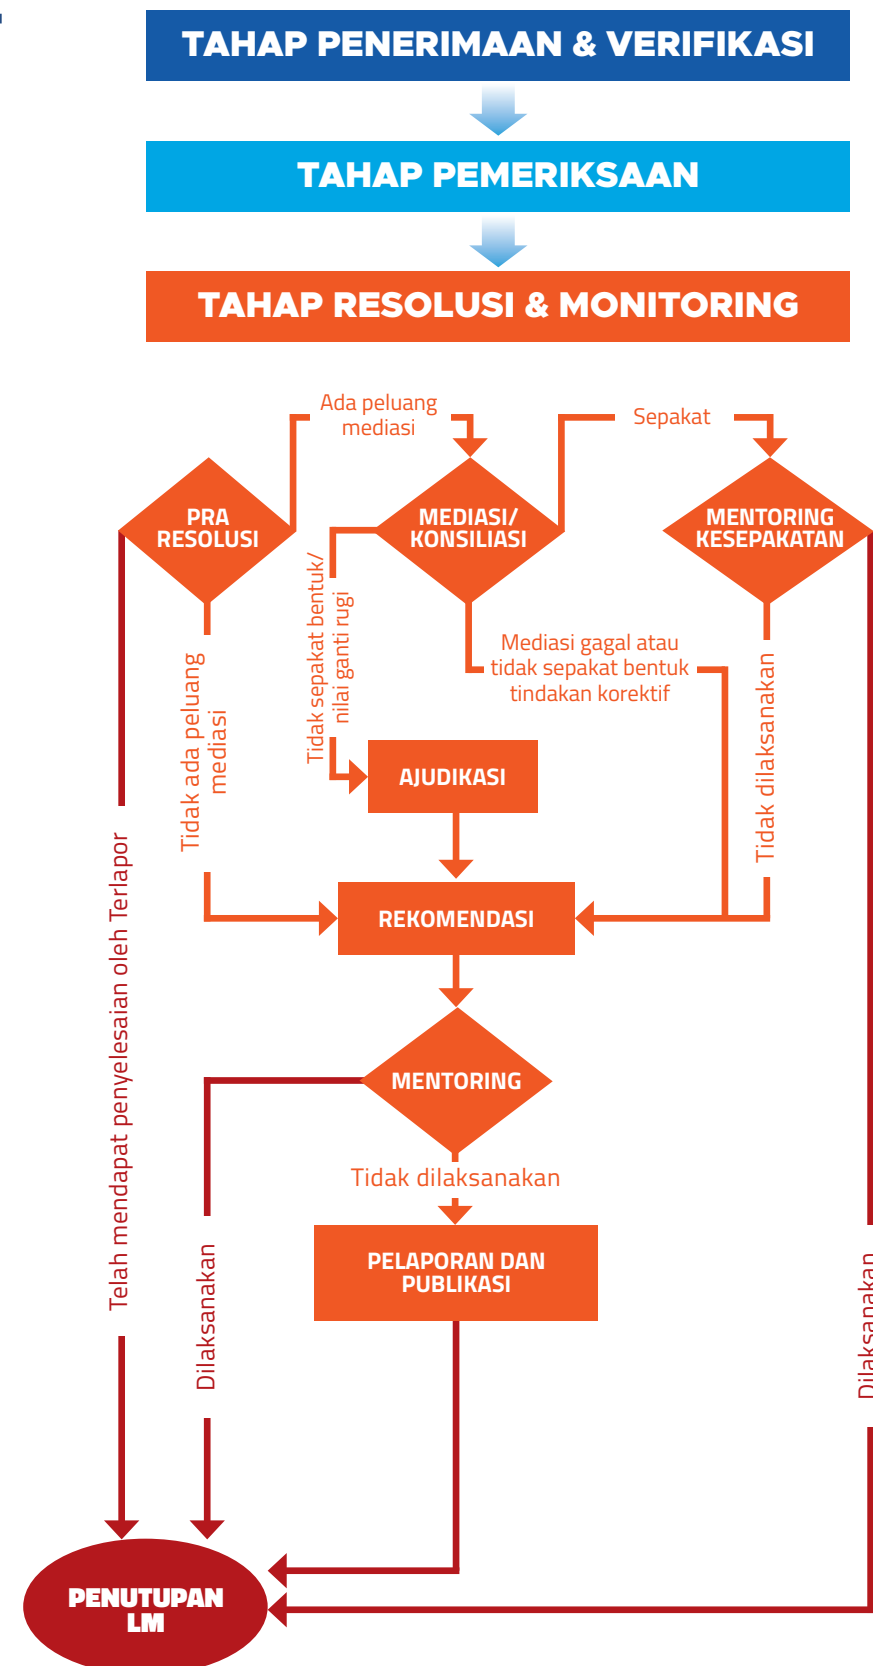 TAHAP PENERIMAAN & VERIFIKASI
TAHAP PEMERIKSAAN
TAHAP RESOLUSI & MONITORING
Ada peluang
mediasi
Sepakat
PRA
RESOLUSI
MEDIASI/
KONSILIASI
MENTORING
KESEPAKATAN
Tidak sepakat bentuk/
nilai ganti rugi
Mediasi gagal atau
tidak sepakat bentuk
tindakan korektif
Tidak ada peluang
mediasi
Tidak dilaksanakan
AJUDIKASI
REKOMENDASI
Telah mendapat penyelesaian oleh Terlapor
MENTORING
Tidak dilaksanakan
PELAPORAN DAN
PUBLIKASI
Dilaksanakan
Dilaksanakan
PENUTUPAN
LM